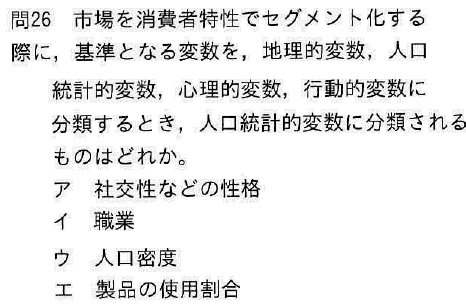 問26　市場を消費者特性でセグメント化する
際に，基準となる変数を，地理的変数，人口
統計的変数，心理的変数，行動的変数に
分類するとき，人口統計的変数に分類される
ものはどれか。
ア　社交性などの性格
イ　職業
ウ　人口密度
エ　製品の使用割合